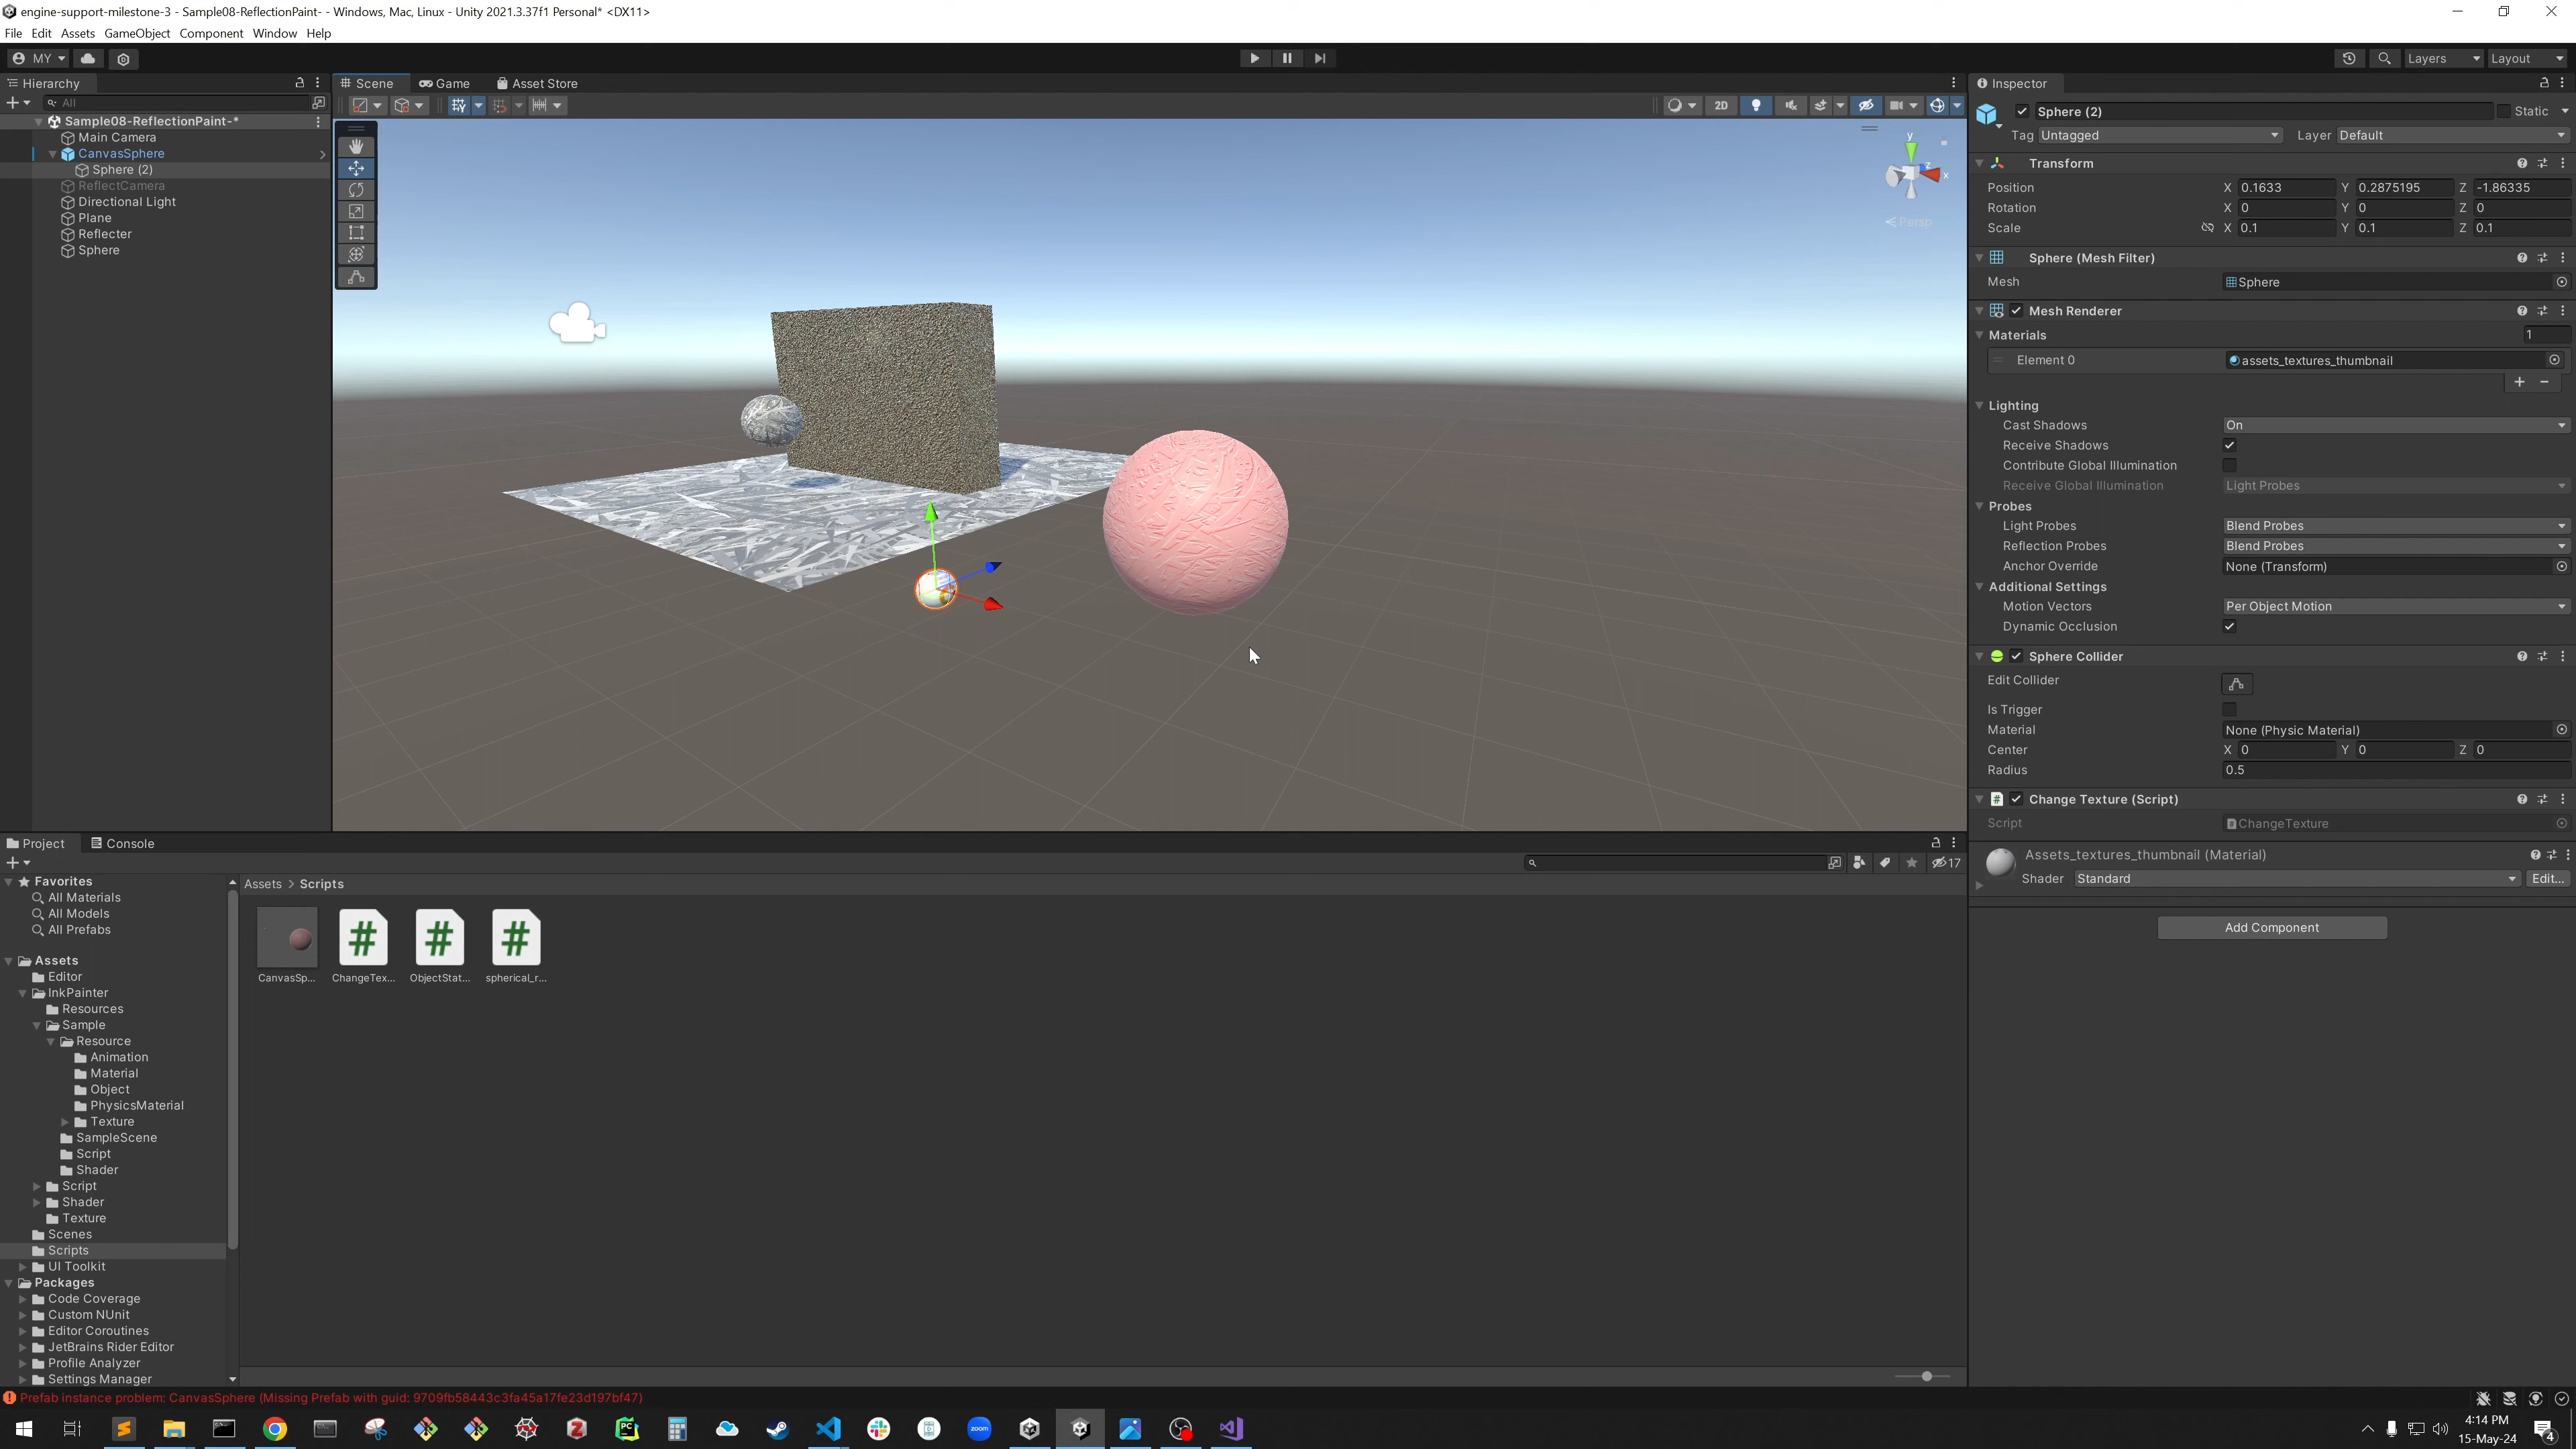 engine-support-milestone-3 - Sample08-ReflectionPaint- - Windows, Mac, Linux - Unity 2021.3.37f1 Personal* <DX11>
File Edit Assets GameObject Component Window Help
MY Layers Layout
Hierarchy
All
Sample08-ReflectionPaint-*
Main Camera
CanvasSphere
Sphere (2)
ReflectCamera
Directional Light
Plane
Reflecter
Sphere
Scene Game Asset Store
2D
y
z
x
Persp
Inspector
Sphere (2) Static
Tag Untagged Layer Default
Transform
Position X 0.1633 Y 0.2875195 Z -1.86335
Rotation X 0 Y 0 Z 0
Scale X 0.1 Y 0.1 Z 0.1
Sphere (Mesh Filter)
Mesh Sphere
Mesh Renderer
Materials 1
Element 0 assets_textures_thumbnail
Lighting
Cast Shadows On
Receive Shadows
Contribute Global Illumination
Receive Global Illumination Light Probes
Probes
Light Probes Blend Probes
Reflection Probes Blend Probes
Anchor Override None (Transform)
Additional Settings
Motion Vectors Per Object Motion
Dynamic Occlusion
Sphere Collider
Edit Collider
Is Trigger
Material None (Physic Material)
Center X 0 Y 0 Z 0
Radius 0.5
Change Texture (Script)
Script ChangeTexture
Assets_textures_thumbnail (Material)
Shader Standard Edit...
Add Component
Project Console
17
Favorites
All Materials
All Models
All Prefabs
Assets
Editor
InkPainter
Resources
Sample
Resource
Animation
Material
Object
PhysicsMaterial
Texture
SampleScene
Script
Shader
Script
Shader
Texture
Scenes
Scripts
UI Toolkit
Packages
Code Coverage
Custom NUnit
Editor Coroutines
JetBrains Rider Editor
Profile Analyzer
Settings Manager
Assets > Scripts
CanvasSp... ChangeTex... ObjectStat... spherical_r...
Prefab instance problem: CanvasSphere (Missing Prefab with guid: 9709fb58443c3fa45a17fe23d197bf47)
PC
zoom
4:14 PM
15-May-24
4